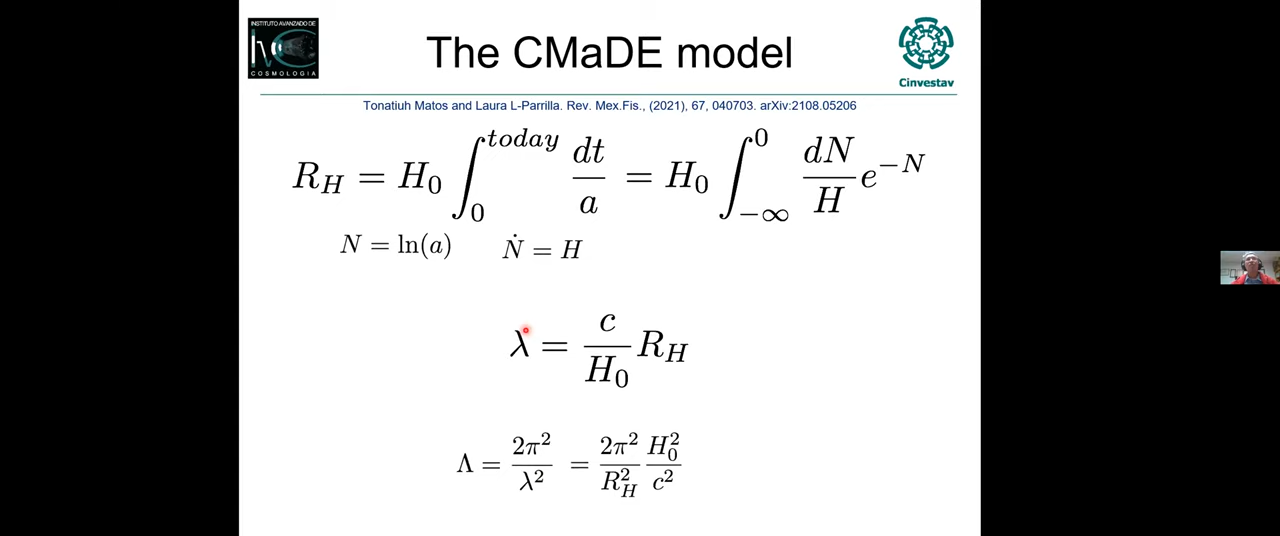 INSTITUTO AVANZADO DE
COSMOLOGIA
The CMaDE model
Cinvestav
Tonatiuh Matos and Laura L-Parrilla. Rev. Mex.Fis., (2021), 67, 040703. arXiv:2108.05206
R_H = H_0 ∫_0^{today} dt/a = H_0 ∫_{-∞}^0 dN/H e^{-N}
N = ln(a) Ṅ = H
λ = c/H_0 R_H
Λ = 2π²/λ² = 2π²/R_H² H_0²/c²